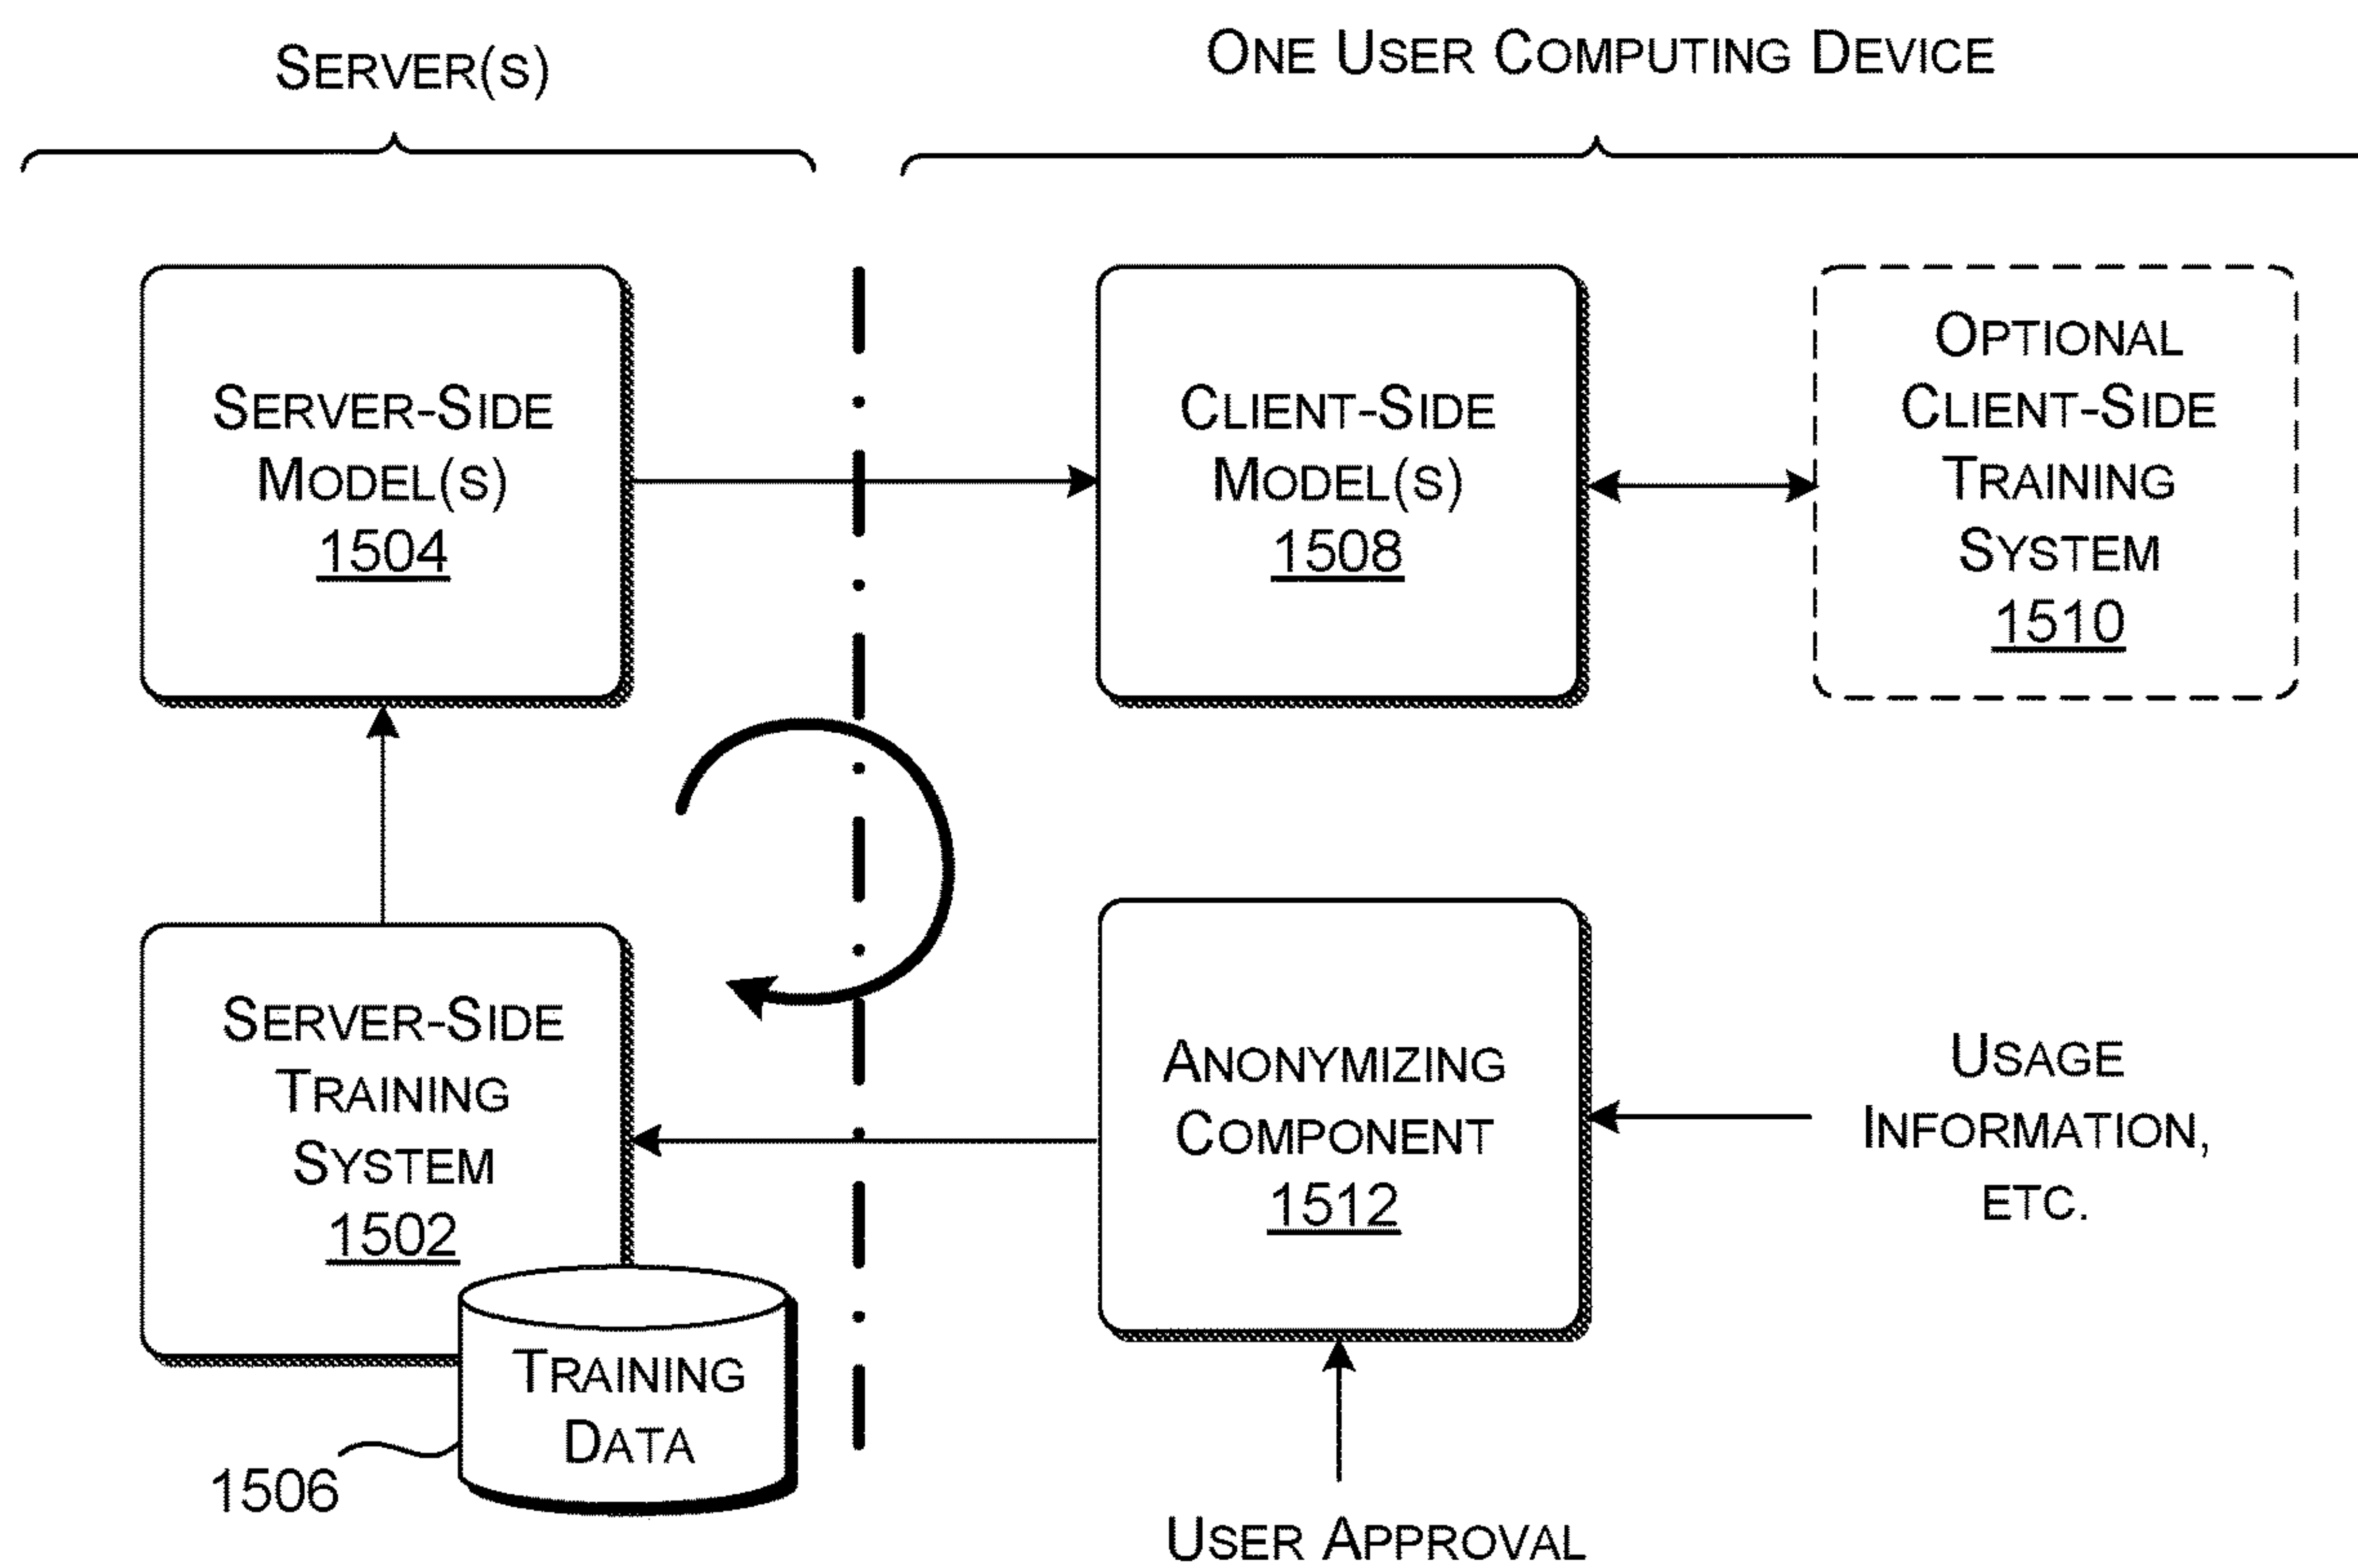 SERVER(S)
ONE USER COMPUTING DEVICE
SERVER-SIDE
MODEL(S)
1504
CLIENT-SIDE
MODEL(S)
1508
OPTIONAL
CLIENT-SIDE
TRAINING
SYSTEM
1510
SERVER-SIDE
TRAINING
SYSTEM
1502
TRAINING
DATA
1506
ANONYMIZING
COMPONENT
1512
USAGE
INFORMATION,
ETC.
USER APPROVAL